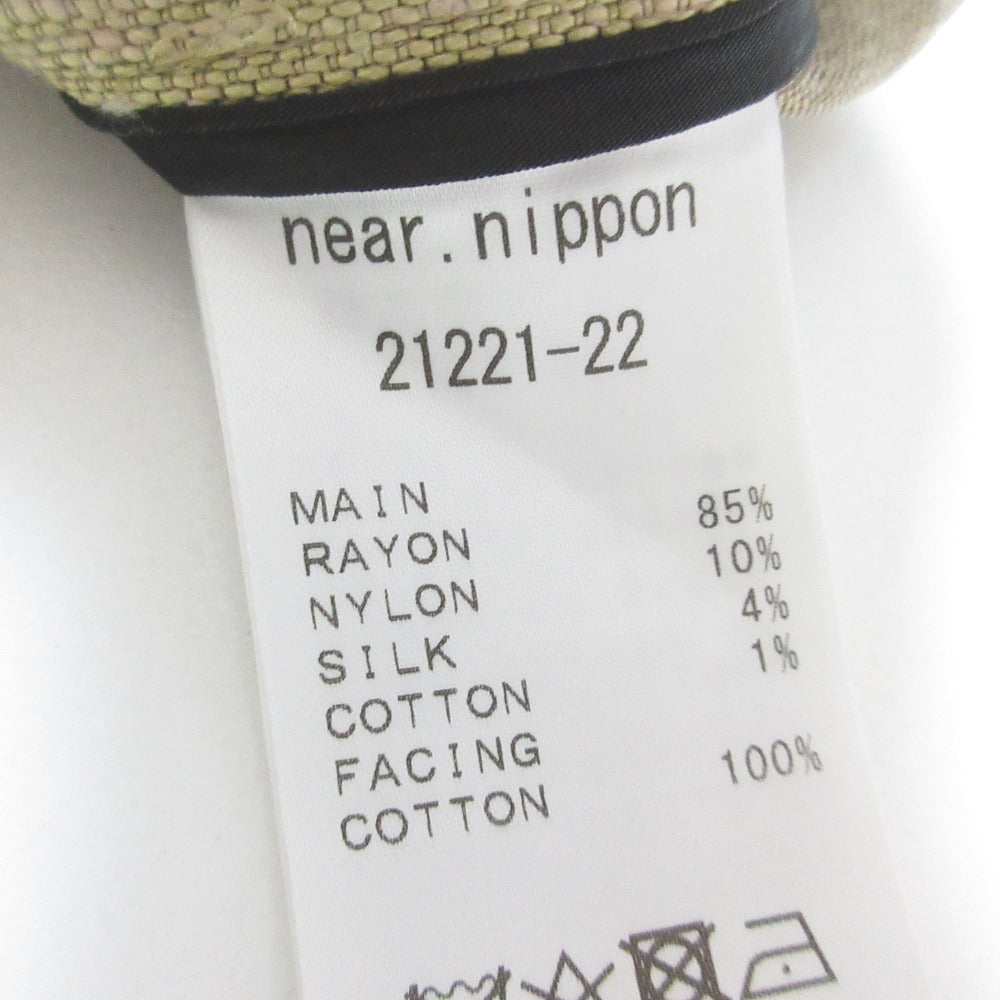 near.nippon
21221-22
MAIN
RAYON 85%
NYLON 10%
SILK 4%
COTTON 1%
FACING
COTTON 100%